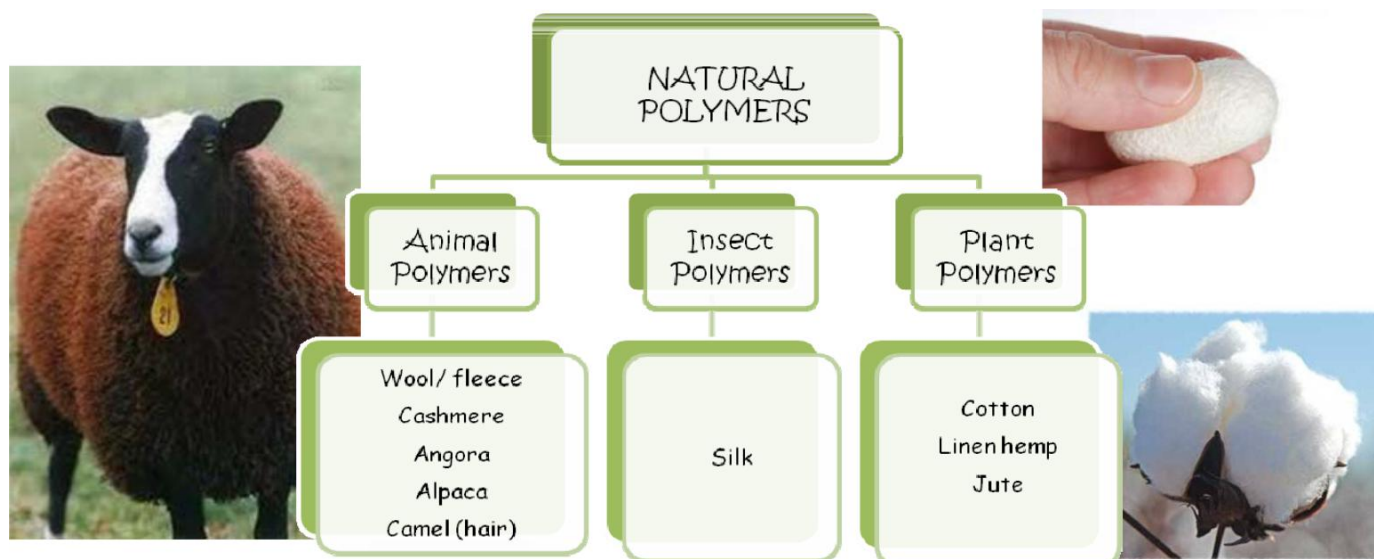 NATURAL
POLYMERS
Animal
Polymers
Insect
Polymers
Plant
Polymers
Wool/ fleece
Cashmere
Angora
Alpaca
Camel (hair)
Silk
Cotton
Linen hemp
Jute
21